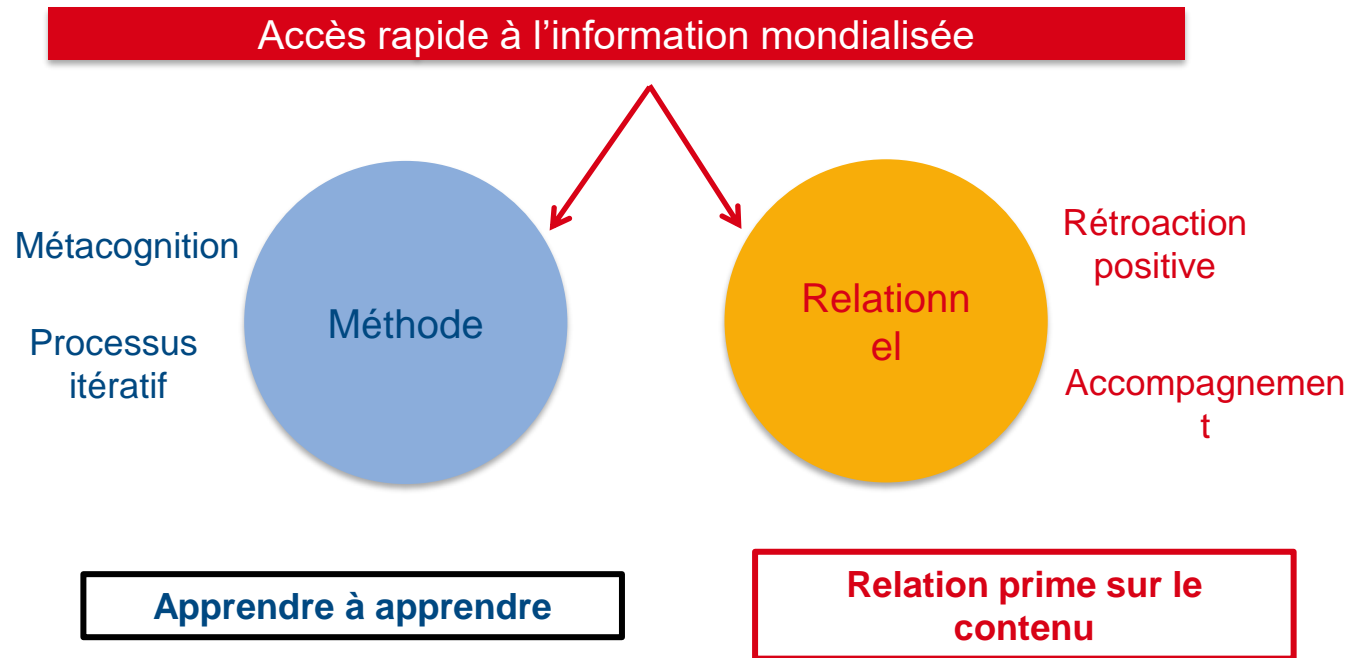 Accès rapide à l’information mondialisée
Métacognition
Processus
itératif
Méthode
Relationn
el
Rétroaction
positive
Accompagnemen
t
Apprendre à apprendre
Relation prime sur le
contenu